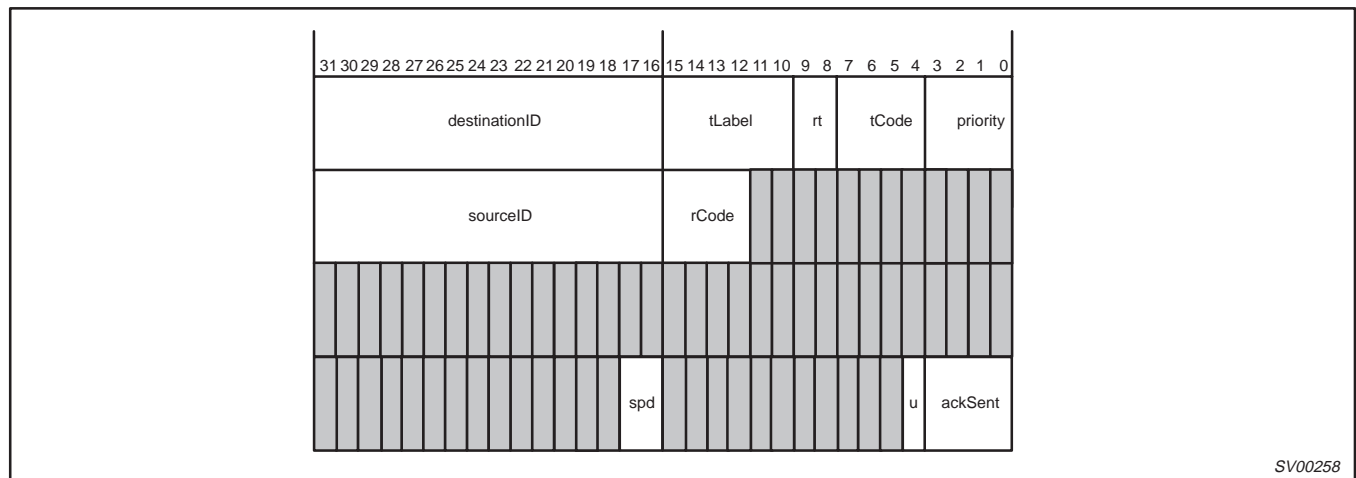 31 30 29 28 27 26 25 24 23 22 21 20 19 18 17 16 15 14 13 12 11 10 9 8 7 6 5 4 3 2 1 0
destinationID tLabel rt tCode priority
sourceID rCode
spd u ackSent
SV00258